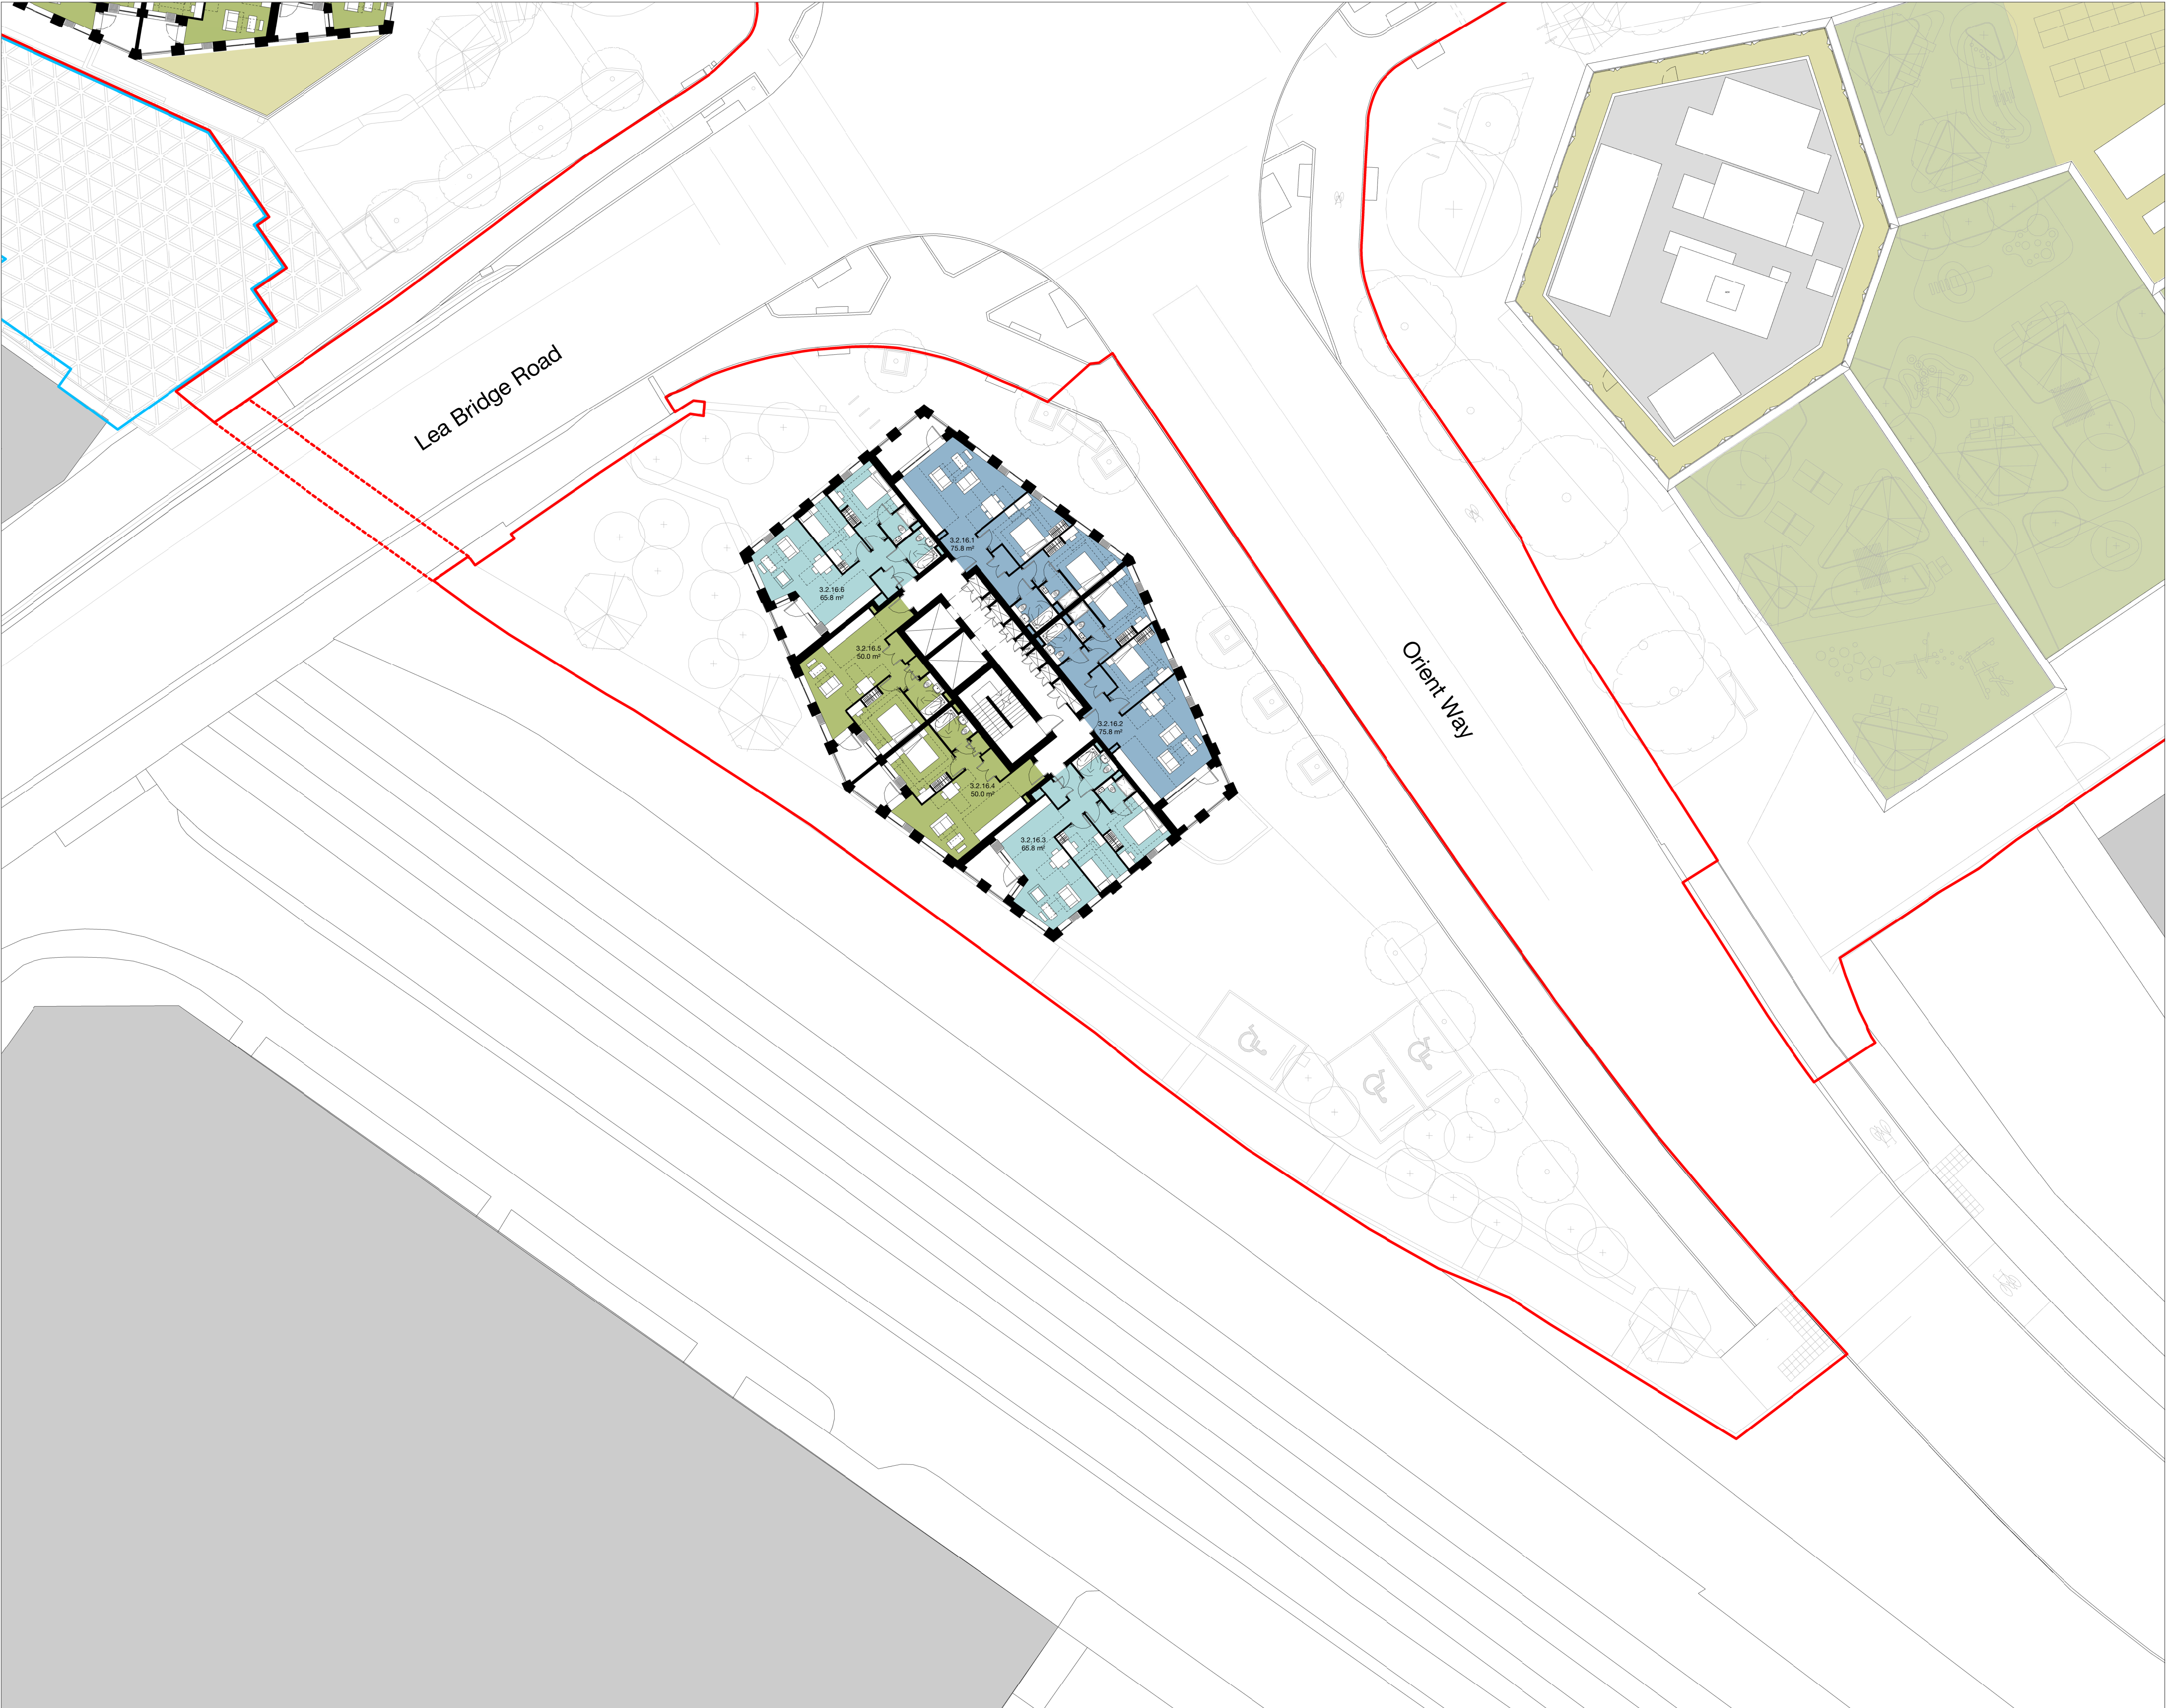 Lea Bridge Road
3.2.16.1
75.8 m²
3.2.16.6
65.8 m²
3.2.16.5
50.0 m²
Orient Way
3.2.16.2
75.8 m²
3.2.16.4
50.0 m²
3.2.16.3
65.8 m²